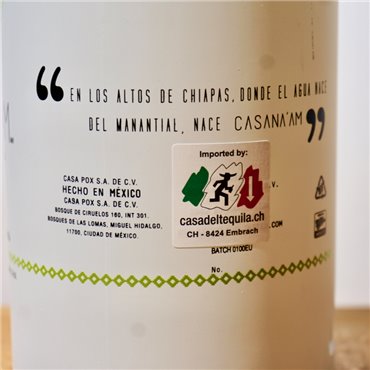 “EN LOS ALTOS DE CHIAPAS, DONDE EL AGUA NACE
DEL MANANTIAL, NACE CASANA'AM”
CASA POX S.A. DE C.V.
HECHO EN MÉXICO
CASA POX S.A. DE C.V.
BOSQUE DE CIRUELOS 160, INT 301.
BOSQUES DE LAS LOMAS, MIGUEL HIDALGO,
11700, CIUDAD DE MÉXICO.
Imported by:
casadeltequila.ch
CH - 8424 Embrach
.V.
.COM
BATCH 0100EU
No.